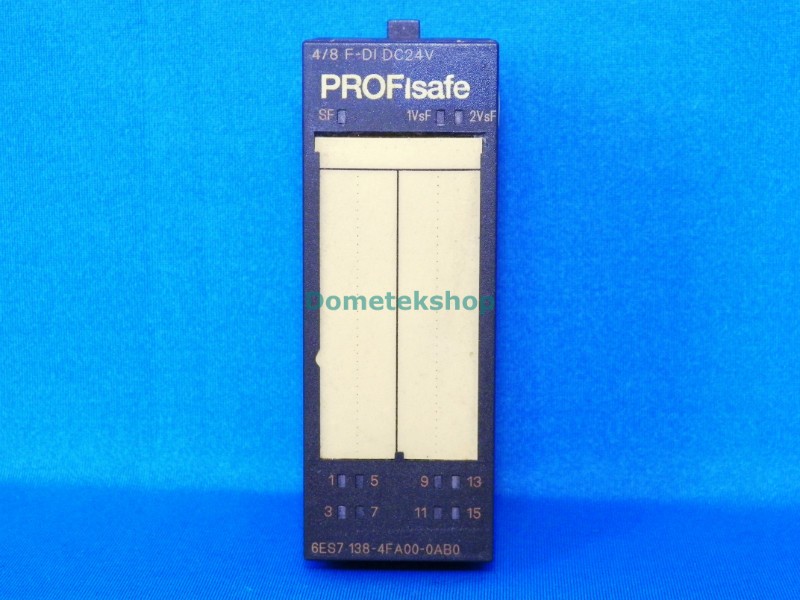 4/8 F-DI DC24V
PROFIsafe
SF 1VsF 2VsF
Dometekshop
1 5 9 13
3 7 11 15
6ES7 138-4FA00-0AB0